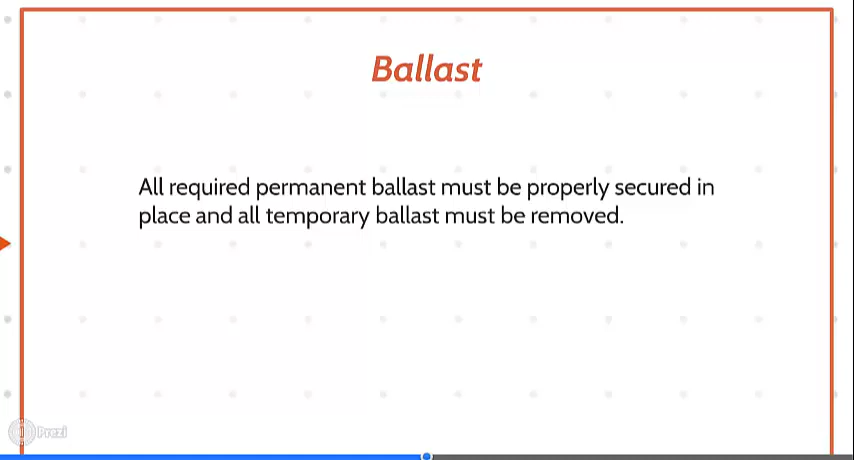 Ballast
All required permanent ballast must be properly secured in
place and all temporary ballast must be removed.
Prezi